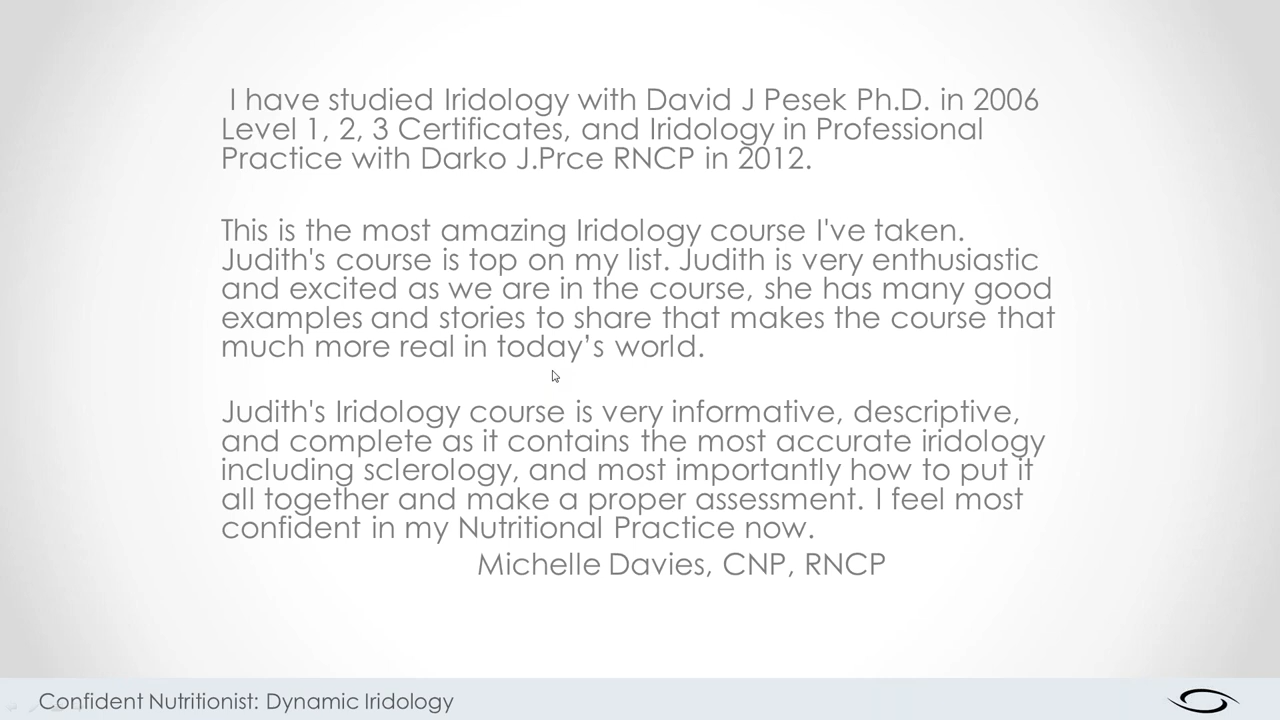 I have studied Iridology with David J Pesek Ph.D. in 2006
Level 1, 2, 3 Certificates, and Iridology in Professional
Practice with Darko J.Prce RNCP in 2012.
This is the most amazing Iridology course I've taken.
Judith's course is top on my list. Judith is very enthusiastic
and excited as we are in the course, she has many good
examples and stories to share that makes the course that
much more real in today’s world.
Judith's Iridology course is very informative, descriptive,
and complete as it contains the most accurate iridology
including sclerology, and most importantly how to put it
all together and make a proper assessment. I feel most
confident in my Nutritional Practice now.
Michelle Davies, CNP, RNCP
Confident Nutritionist: Dynamic Iridology